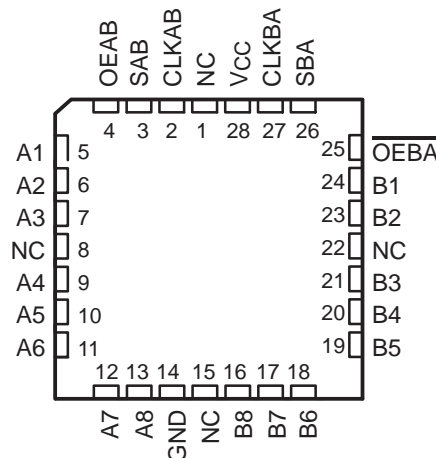 OEAB SAB CLKAB NC VCC CLKBA SBA
4 3 2 1 28 27 26
A1 5 25 OEBA
A2 6 24 B1
A3 7 23 B2
NC 8 22 NC
A4 9 21 B3
A5 10 20 B4
A6 11 19 B5
12 13 14 15 16 17 18
A7 A8 GND NC B8 B7 B6